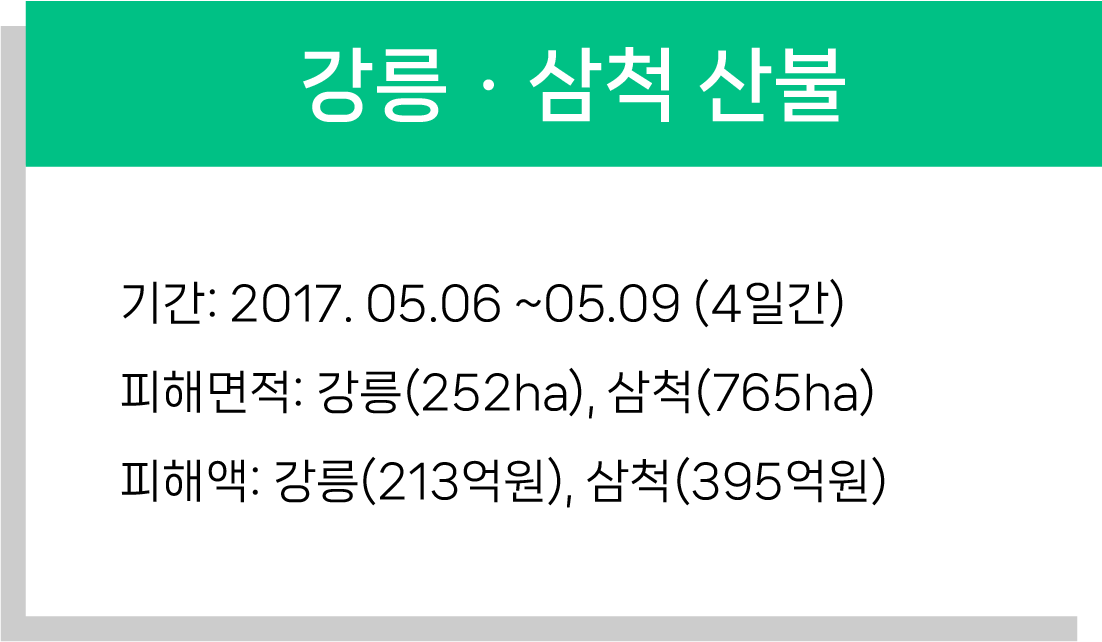 강릉 · 삼척 산불
기간: 2017. 05.06 ~05.09 (4일간)
피해면적: 강릉(252ha), 삼척(765ha)
피해액: 강릉(213억원), 삼척(395억원)